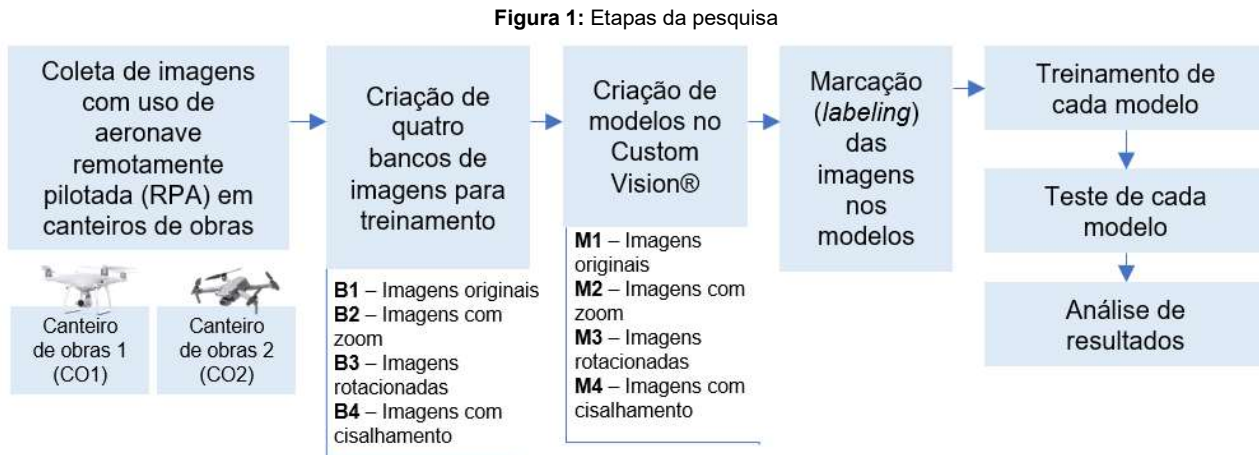 Figura 1: Etapas da pesquisa
Coleta de imagens
com uso de
aeronave
remotamente
pilotada (RPA) em
canteiros de obras
Canteiro
de obras 1
(CO1)
Canteiro
de obras 2
(CO2)
Criação de
quatro
bancos de
imagens para
treinamento
B1 – Imagens originais
B2 – Imagens com
zoom
B3 – Imagens
rotacionadas
B4 – Imagens com
cisalhamento
Criação de
modelos no
Custom
Vision®
M1 – Imagens
originais
M2 – Imagens com
zoom
M3 – Imagens
rotacionadas
M4 – Imagens com
cisalhamento
Marcação
(labeling)
das
imagens
nos
modelos
Treinamento de
cada modelo
Teste de cada
modelo
Análise de
resultados